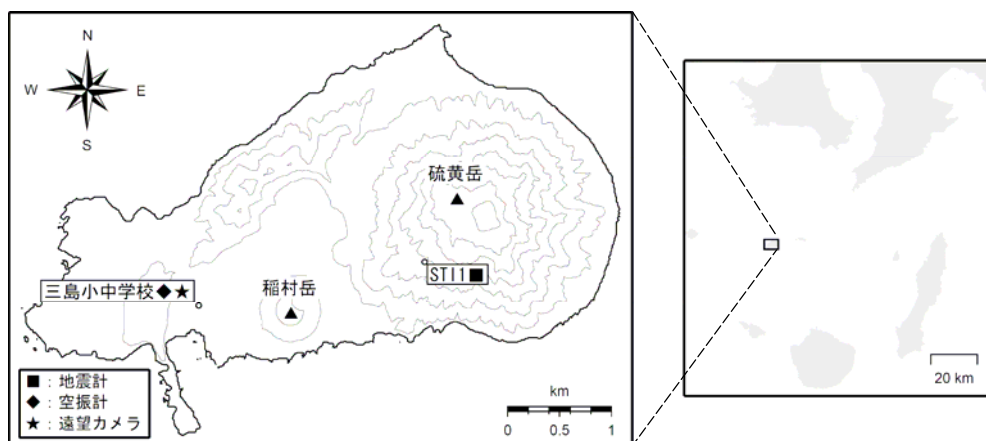 N
W E
S
硫黄岳
STI1■
三島小中学校◆★
稲村岳
■：地震計
◆：空振計
★：遠望カメラ
km
0 0.5 1
20 km